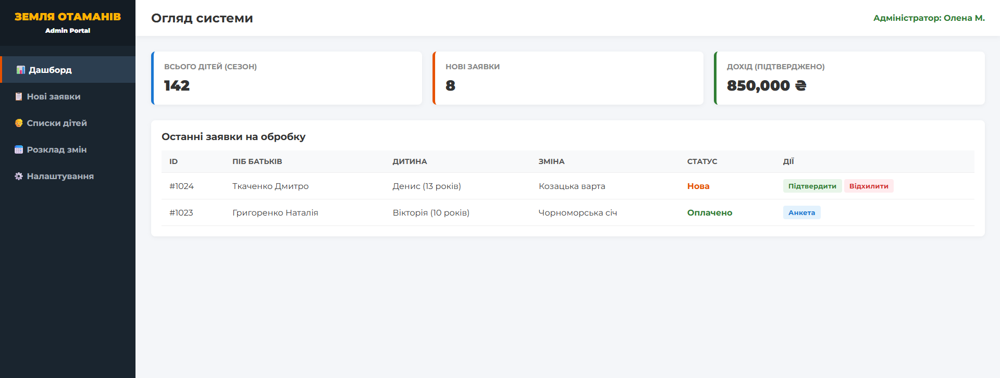 ЗЕМЛЯ ОТАМАНІВ
Admin Portal
Дашборд
Нові заявки
Списки дітей
Розклад змін
Налаштування
Огляд системи
Адміністратор: Олена М.
ВСЬОГО ДІТЕЙ (СЕЗОН)
142
НОВІ ЗАЯВКИ
8
ДОХІД (ПІДТВЕРДЖЕНО)
850,000 ₴
Останні заявки на обробку
ID ПІБ БАТЬКІВ ДИТИНА ЗМІНА СТАТУС ДІЇ
#1024 Ткаченко Дмитро Денис (13 років) Козацька варта Нова Підтвердити Відхилити
#1023 Григоренко Наталія Вікторія (10 років) Чорноморська січ Оплачено Анкета